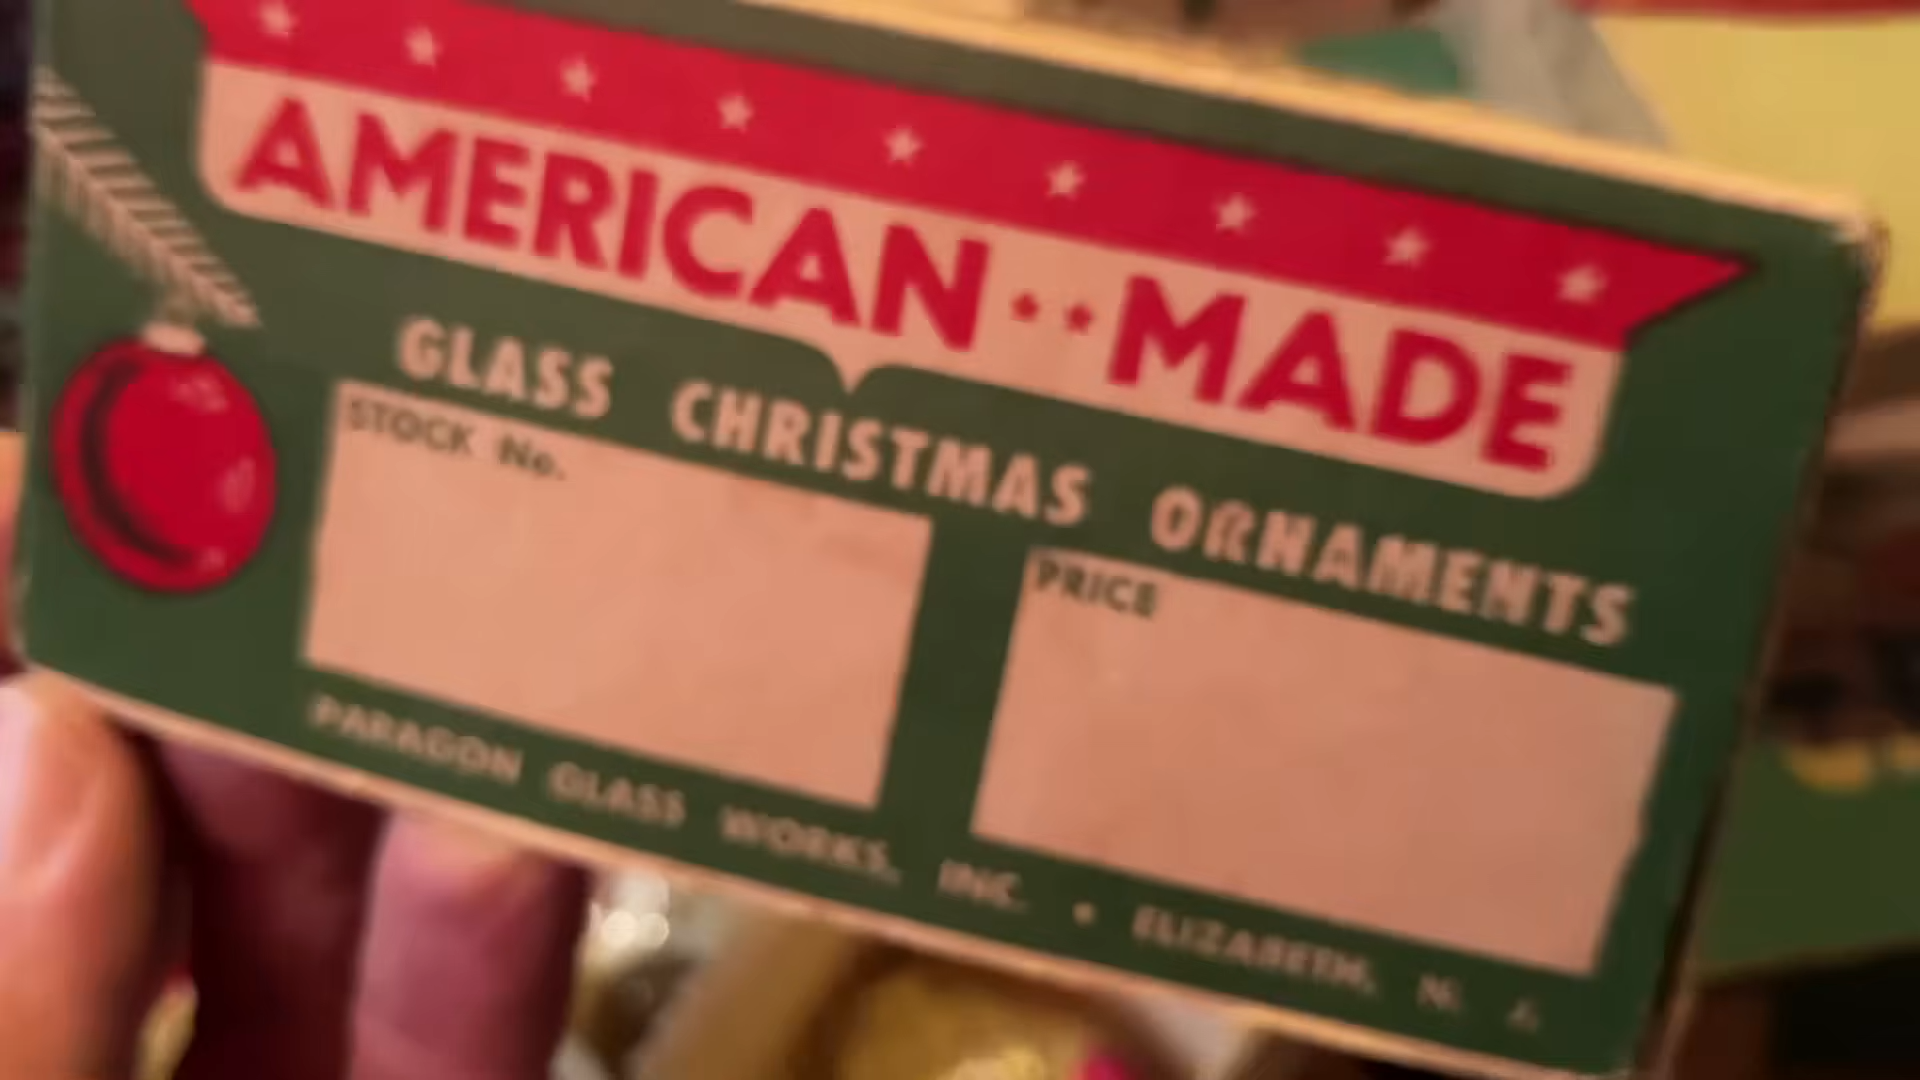 AMERICAN MADE
GLASS CHRISTMAS ORNAMENTS
STOCK No.
PRICE
PARAGON GLASS WORKS, INC. • ELIZABETH, N. J.